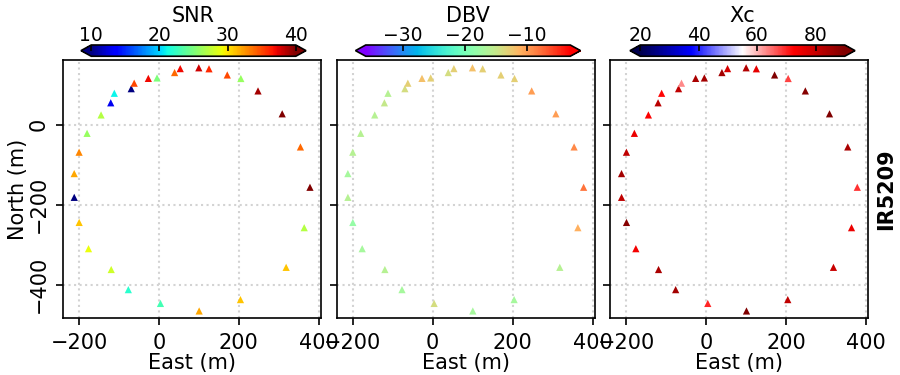 SNR DBV Xc
10 20 30 40 −30 −20 −10 20 40 60 80
North (m)
0
−200
−400
−200 0 200 400 −200 0 200 400 −200 0 200 400
East (m) East (m) East (m)
IR5209